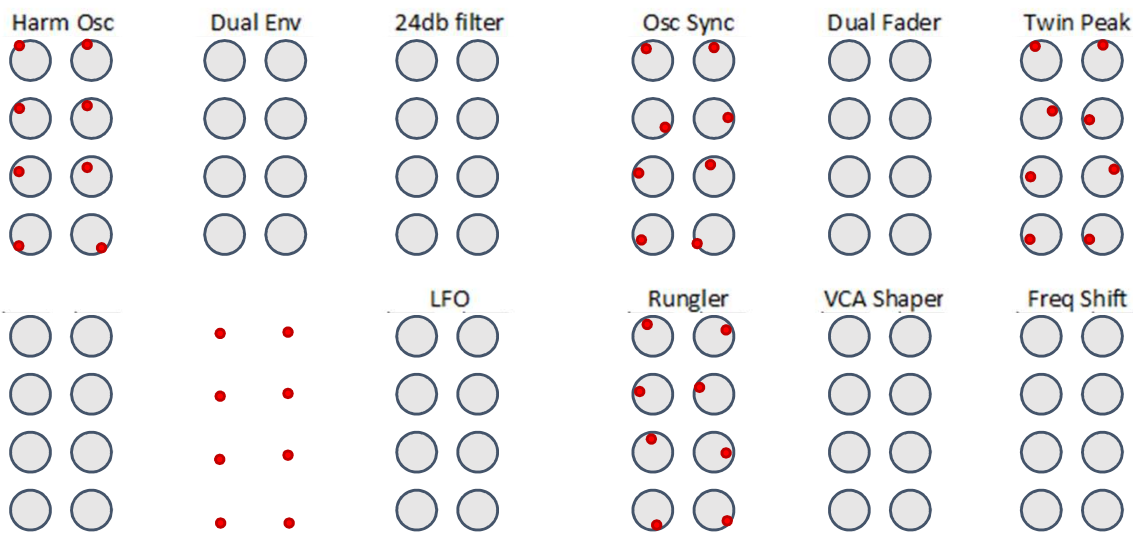 Harm Osc
Dual Env
24db filter
Osc Sync
Dual Fader
Twin Peak
LFO
Rungler
VCA Shaper
Freq Shift